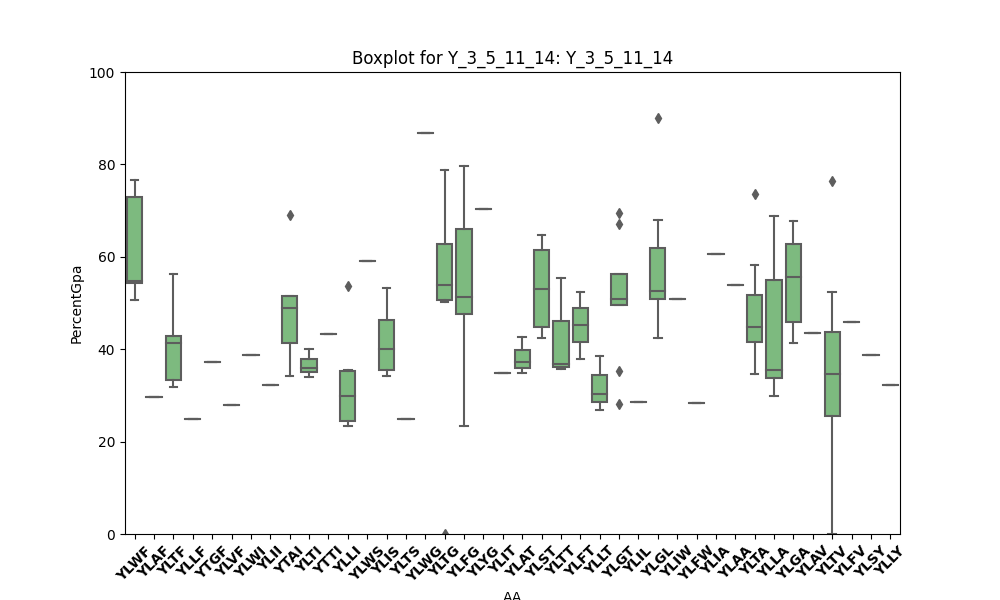 Boxplot for Y_3_5_11_14: Y_3_5_11_14
100
80
60
40
20
0
PercentGpa
YLWF YLAF YLTF YLLF YTGF YLVF YLWI YLII YTAI YLTI YTTI YLLI YLWS YLIS YLTS YLWG YLTG YLFG YLYG YLIT YLAT YLST YLTT YLFT YLLT YLGT YLIL YLGL YLIW YLFW YLIA YLAA YLTA YLLA YLGA YLAV YLTV YLFV YLSY YLLY
AA